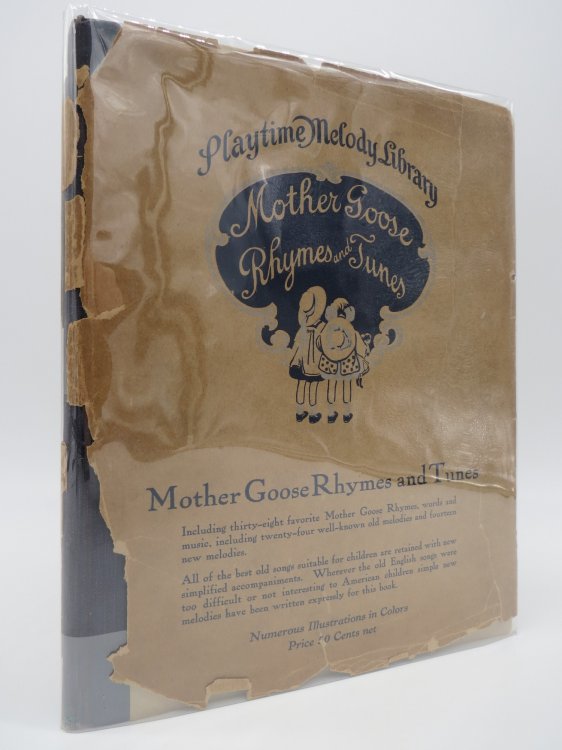 Playtime Melody Library
Mother Goose
Rhymes and Tunes
Mother Goose Rhymes and Tunes
Including thirty-eight favorite Mother Goose Rhymes, words and
music, including twenty-four well-known old melodies and fourteen
new melodies.
All of the best old songs suitable for children are retained with new
simplified accompaniments. Wherever the old English songs were
too difficult or not interesting to American children simple new
melodies have been written expressly for this book.
Numerous Illustrations in Colors
Price 50 Cents net